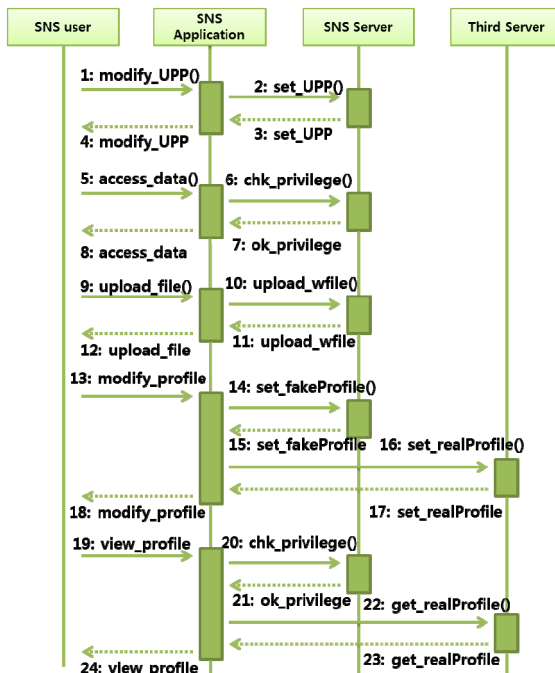 SNS user
SNS
Application
SNS Server
Third Server
1: modify_UPP()
2: set_UPP()
3: set_UPP
4: modify_UPP
5: access_data()
6: chk_privilege()
7: ok_privilege
8: access_data
9: upload_file()
10: upload_wfile()
11: upload_wfile
12: upload_file
13: modify_profile
14: set_fakeProfile()
15: set_fakeProfile
16: set_realProfile()
17: set_realProfile
18: modify_profile
19: view_profile
20: chk_privilege()
21: ok_privilege
22: get_realProfile()
23: get_realProfile
24: view_profile